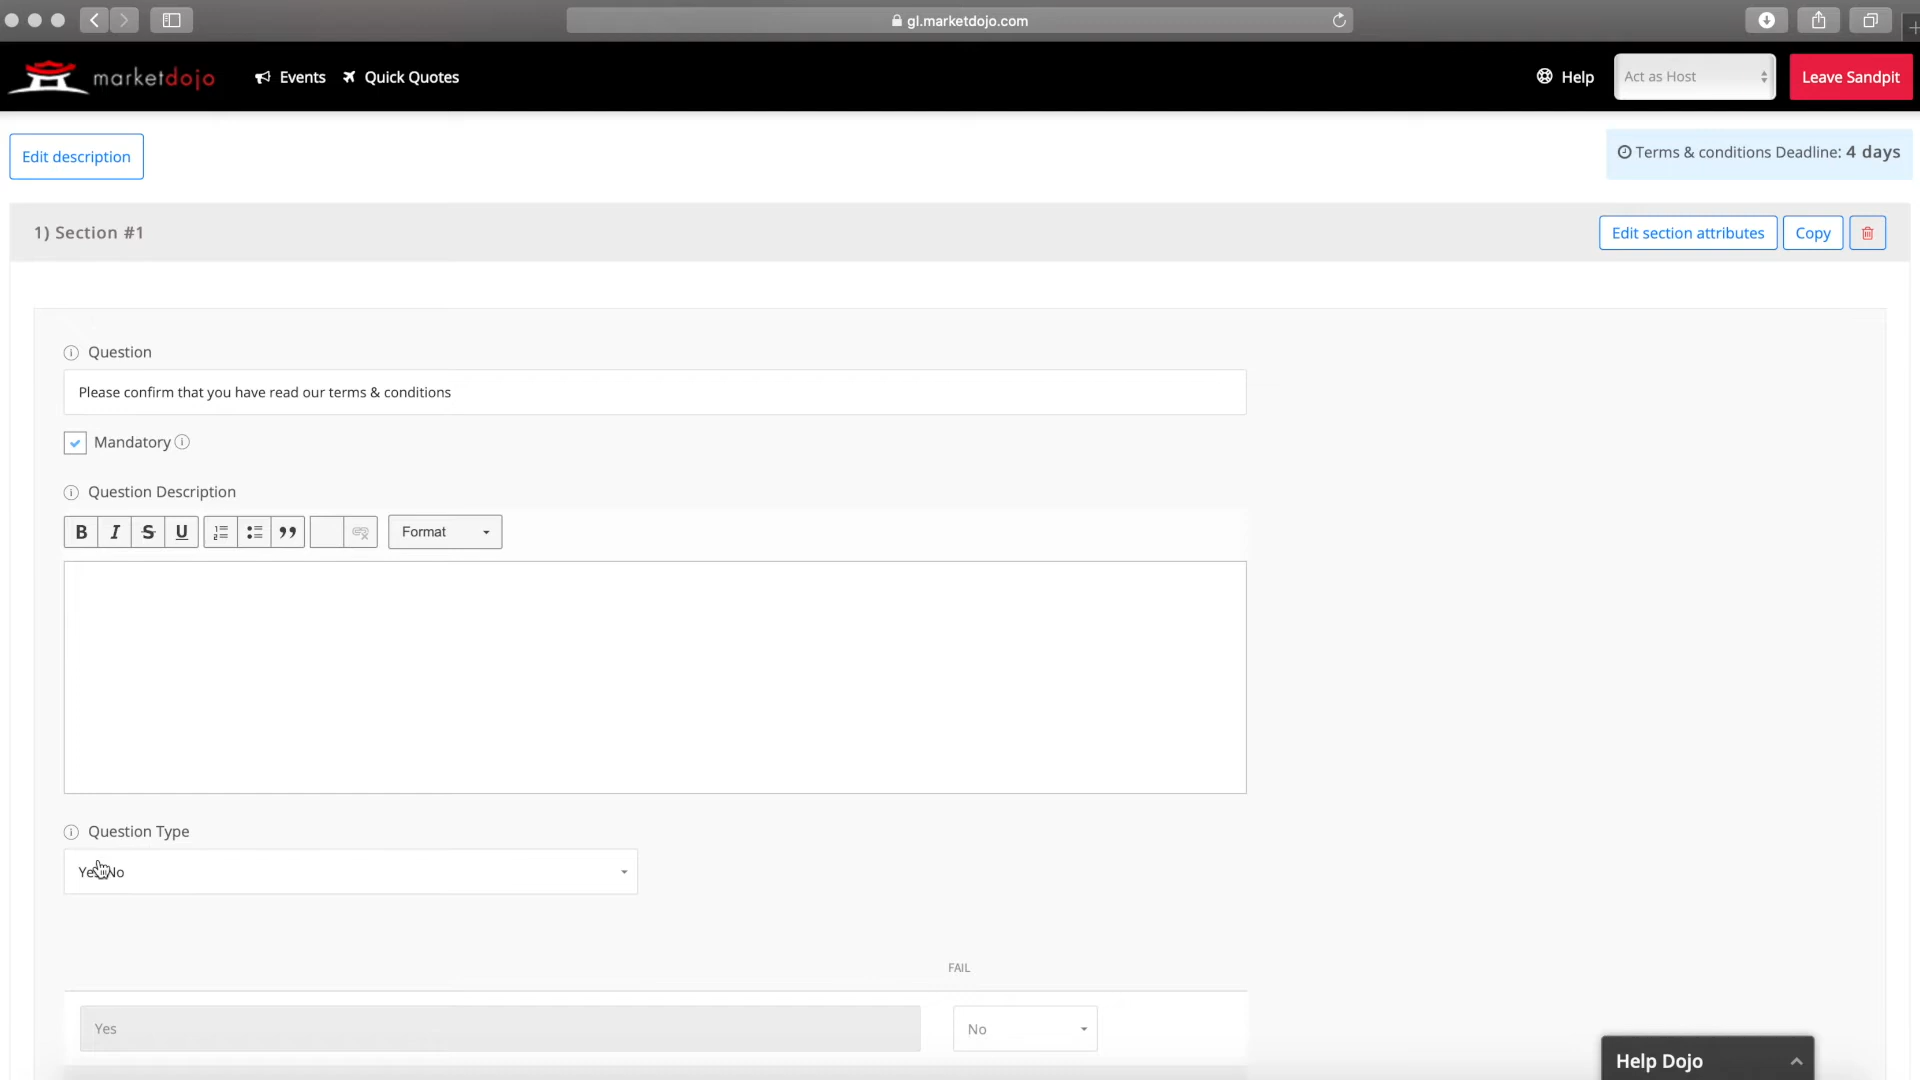 gl.marketdojo.com
marketdojo Events Quick Quotes Help Act as Host Leave Sandpit
Edit description Terms & conditions Deadline: 4 days
1) Section #1 Edit section attributes Copy
Question
Please confirm that you have read our terms & conditions
Mandatory
Question Description
B I S U Format
Question Type
FAIL
Yes No
Help Dojo